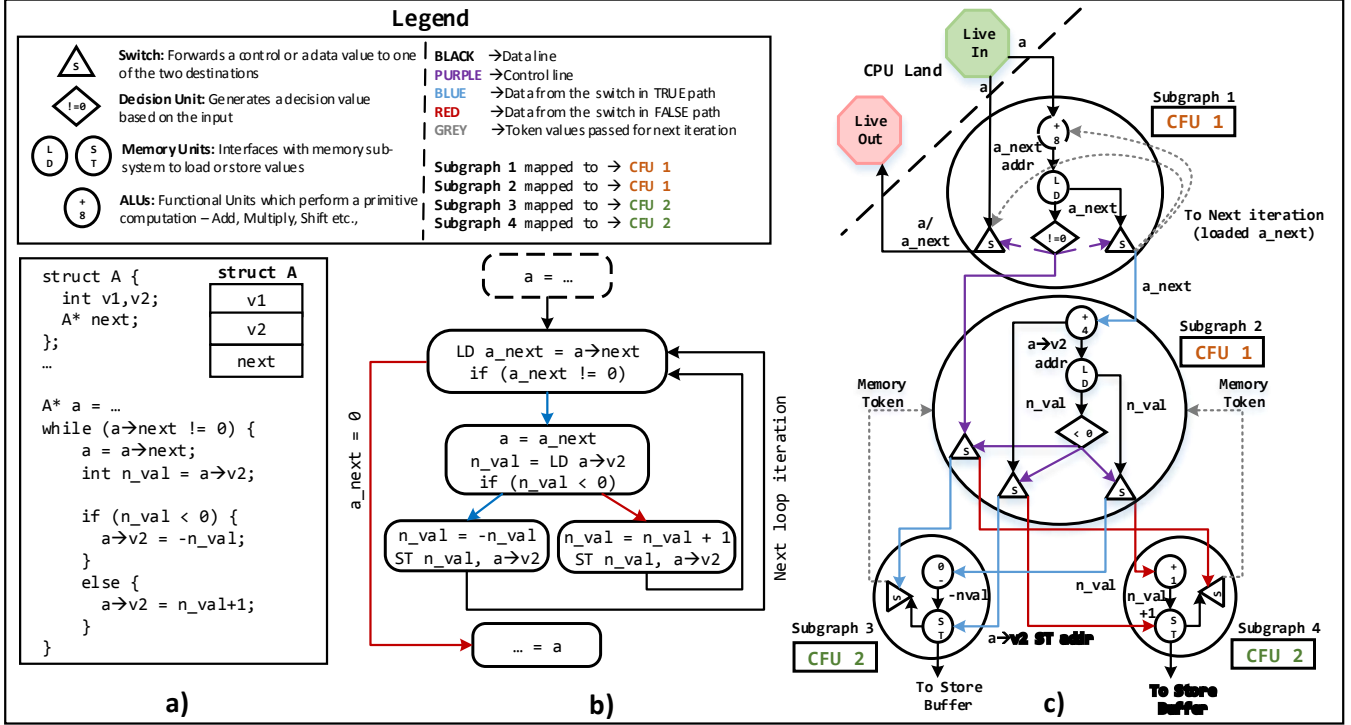 Legend
S
Switch: Forwards a control or a data value to one
of the two destinations
!=0
Decision Unit: Generates a decision value
based on the input
L
D
S
T
Memory Units: Interfaces with memory sub-
system to load or store values
+
8
ALUs: Functional Units which perform a primitive
computation – Add, Multiply, Shift etc.,
BLACK →Data line
PURPLE →Control line
BLUE →Data from the switch in TRUE path
RED →Data from the switch in FALSE path
GREY →Token values passed for next iteration
Subgraph 1 mapped to → CFU 1
Subgraph 2 mapped to → CFU 1
Subgraph 3 mapped to → CFU 2
Subgraph 4 mapped to → CFU 2
struct A {
int v1,v2;
A* next;
};
…
A* a = …
while (a→next != 0) {
a = a→next;
int n_val = a→v2;
if (n_val < 0) {
a→v2 = -n_val;
}
else {
a→v2 = n_val+1;
}
}
struct A
v1
v2
next
a)
a = …
LD a_next = a→next
if (a_next != 0)
a = a_next
n_val = LD a→v2
if (n_val < 0)
n_val = -n_val
ST n_val, a→v2
n_val = n_val + 1
ST n_val, a→v2
… = a
a_next = 0
Next loop iteration
b)
Live
In
a
a
CPU Land
Live
Out
a/
a_next
Subgraph 1
CFU 1
+
8
a_next
addr
L
D
a_next
S
!=0
S
To Next iteration
(loaded a_next)
a_next
+
4
a→v2
addr
L
D
n_val
n_val
< 0
S
S
S
Subgraph 2
CFU 1
Memory
Token
Memory
Token
S
0
-
-nval
S
T
n_val
a→v2 ST addr
+
1
n_val
+1
S
T
S
Subgraph 3
CFU 2
Subgraph 4
CFU 2
To Store
Buffer
To Store
Buffer
c)